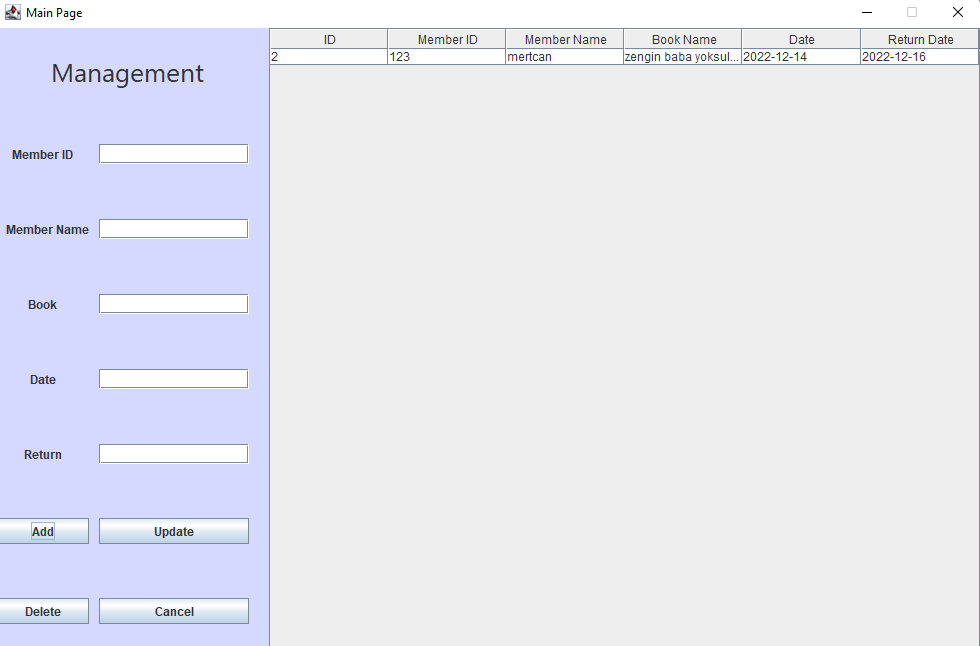 Main Page
Management
Member ID
Member Name
Book
Date
Return
Add Update
Delete Cancel
ID Member ID Member Name Book Name Date Return Date
2 123 mertcan zengin baba yoksul... 2022-12-14 2022-12-16